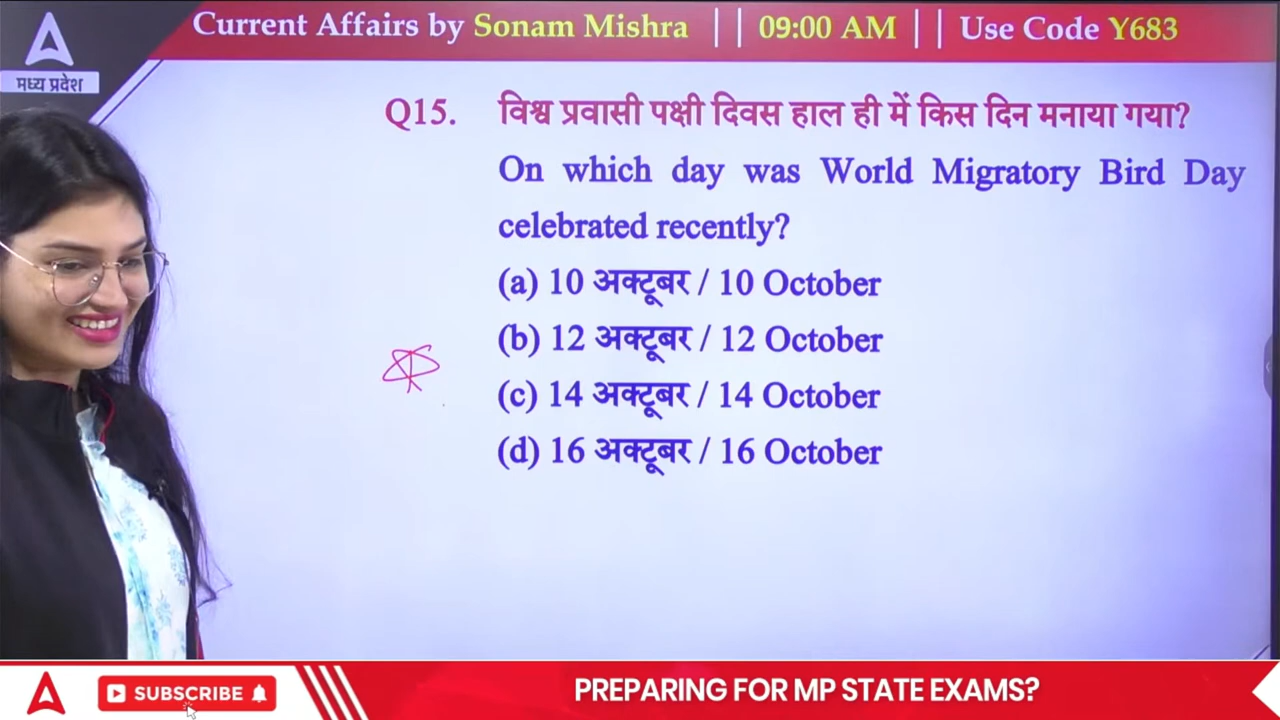 Current Affairs by Sonam Mishra || 09:00 AM || Use Code Y683
मध्य प्रदेश
Q15. विश्व प्रवासी पक्षी दिवस हाल ही में किस दिन मनाया गया?
On which day was World Migratory Bird Day
celebrated recently?
(a) 10 अक्टूबर / 10 October
(b) 12 अक्टूबर / 12 October
(c) 14 अक्टूबर / 14 October
(d) 16 अक्टूबर / 16 October
SUBSCRIBE
PREPARING FOR MP STATE EXAMS?